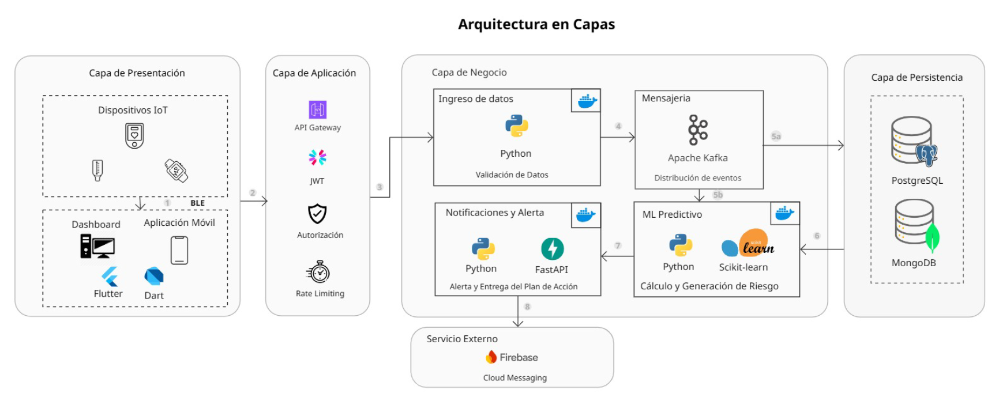 Arquitectura en Capas
Capa de Presentación
Dispositivos IoT
1
BLE
Dashboard
Aplicación Móvil
Flutter
Dart
2
Capa de Aplicación
API Gateway
JWT
Autorización
Rate Limiting
3
Capa de Negocio
Ingreso de datos
Python
Validación de Datos
4
Mensajeria
Apache Kafka
Distribución de eventos
5a
5b
Notificaciones y Alerta
Python
FastAPI
Alerta y Entrega del Plan de Acción
7
ML Predictivo
Python
scikit
learn
Scikit-learn
Cálculo y Generación de Riesgo
6
8
Capa de Persistencia
PostgreSQL
MongoDB
Servicio Externo
Firebase
Cloud Messaging